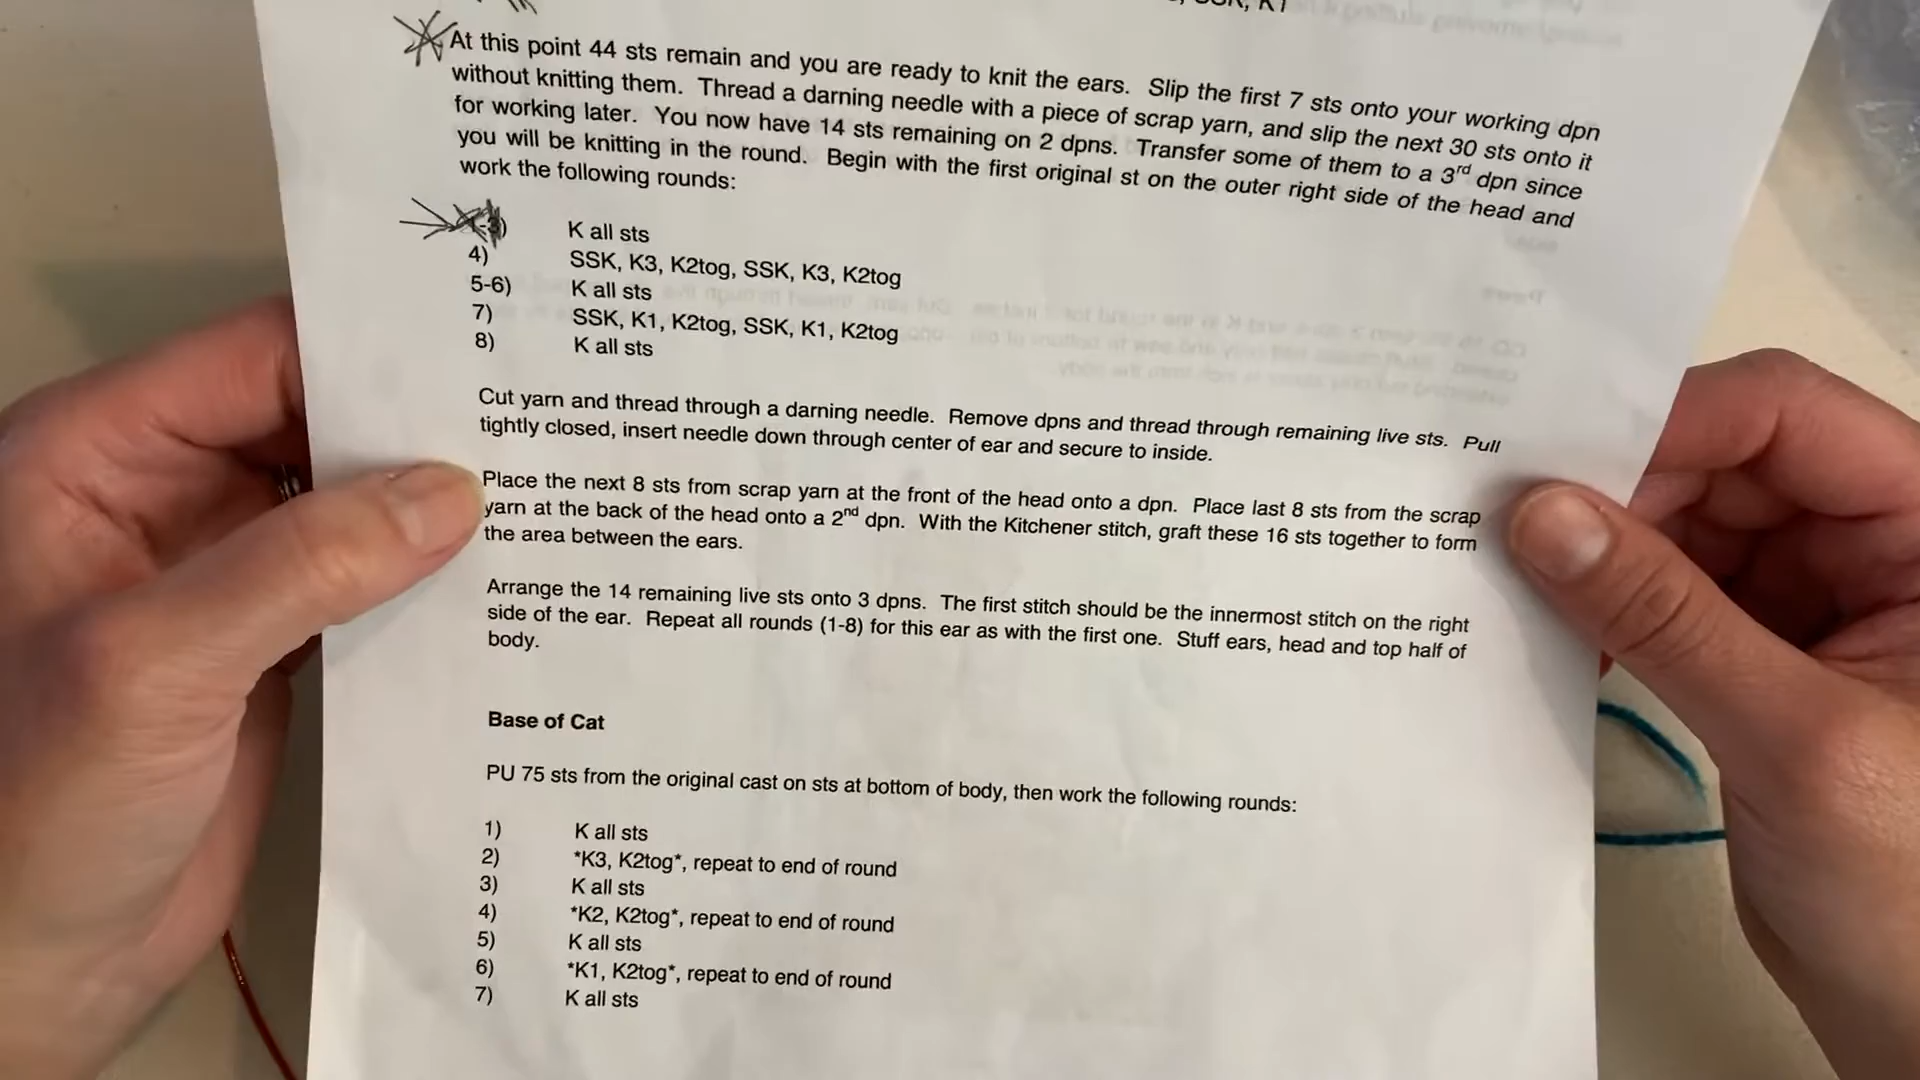 SSK, K1
At this point 44 sts remain and you are ready to knit the ears. Slip the first 7 sts onto your working dpn
without knitting them. Thread a darning needle with a piece of scrap yarn, and slip the next 30 sts onto it
for working later. You now have 14 sts remaining on 2 dpns. Transfer some of them to a 3rd dpn since
you will be knitting in the round. Begin with the first original st on the outer right side of the head and
work the following rounds:
K all sts
4) SSK, K3, K2tog, SSK, K3, K2tog
5-6) K all sts
7) SSK, K1, K2tog, SSK, K1, K2tog
8) K all sts
Cut yarn and thread through a darning needle. Remove dpns and thread through remaining live sts. Pull
tightly closed, insert needle down through center of ear and secure to inside.
Place the next 8 sts from scrap yarn at the front of the head onto a dpn. Place last 8 sts from the scrap
yarn at the back of the head onto a 2nd dpn. With the Kitchener stitch, graft these 16 sts together to form
the area between the ears.
Arrange the 14 remaining live sts onto 3 dpns. The first stitch should be the innermost stitch on the right
side of the ear. Repeat all rounds (1-8) for this ear as with the first one. Stuff ears, head and top half of
body.
Base of Cat
PU 75 sts from the original cast on sts at bottom of body, then work the following rounds:
1) K all sts
2) *K3, K2tog*, repeat to end of round
3) K all sts
4) *K2, K2tog*, repeat to end of round
5) K all sts
6) *K1, K2tog*, repeat to end of round
7) K all sts